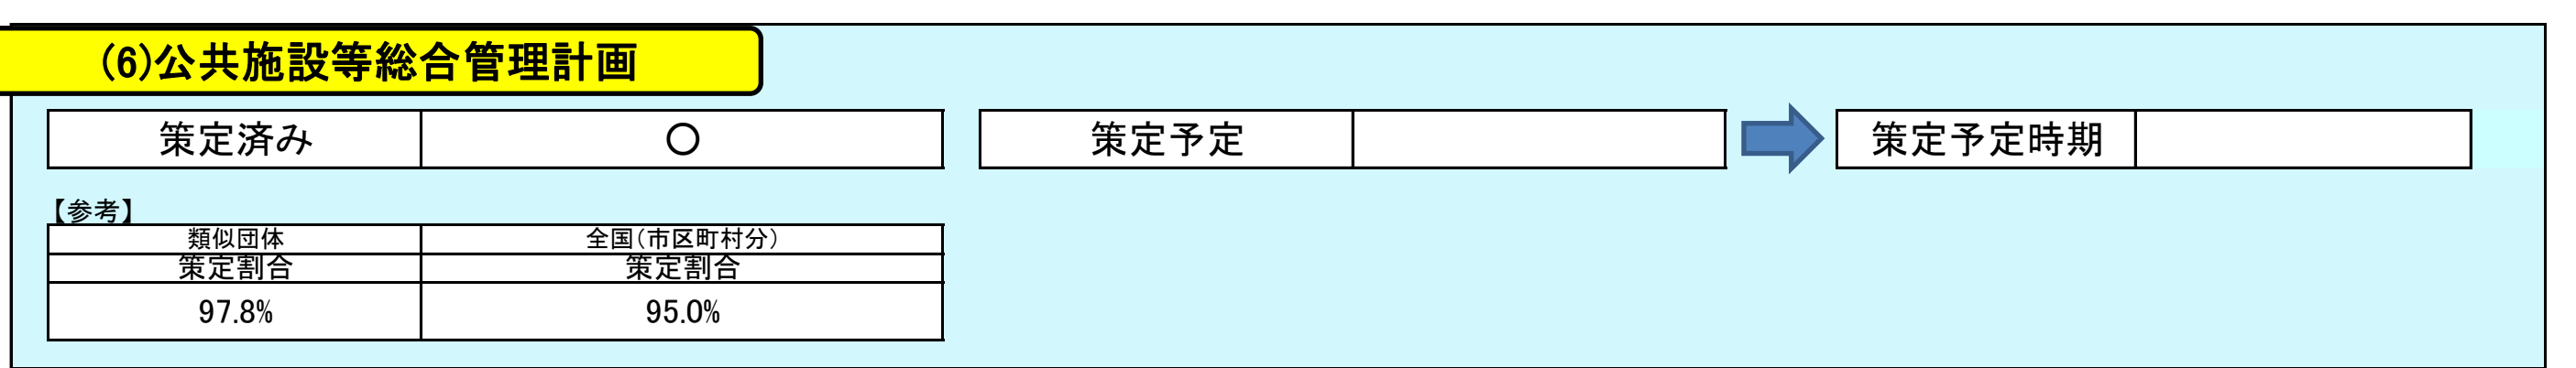 (6)公共施設等総合管理計画
策定済み ○ 策定予定 策定予定時期
【参考】
類似団体 全国(市区町村分)
策定割合 策定割合
97.8% 95.0%